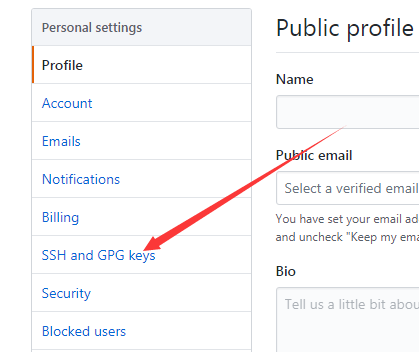 Personal settings
Profile
Account
Emails
Notifications
Billing
SSH and GPG keys
Security
Blocked users
Public profile
Name
Public email
Select a verified email
You have set your email ad
and uncheck "Keep my ema
Bio
Tell us a little bit abou